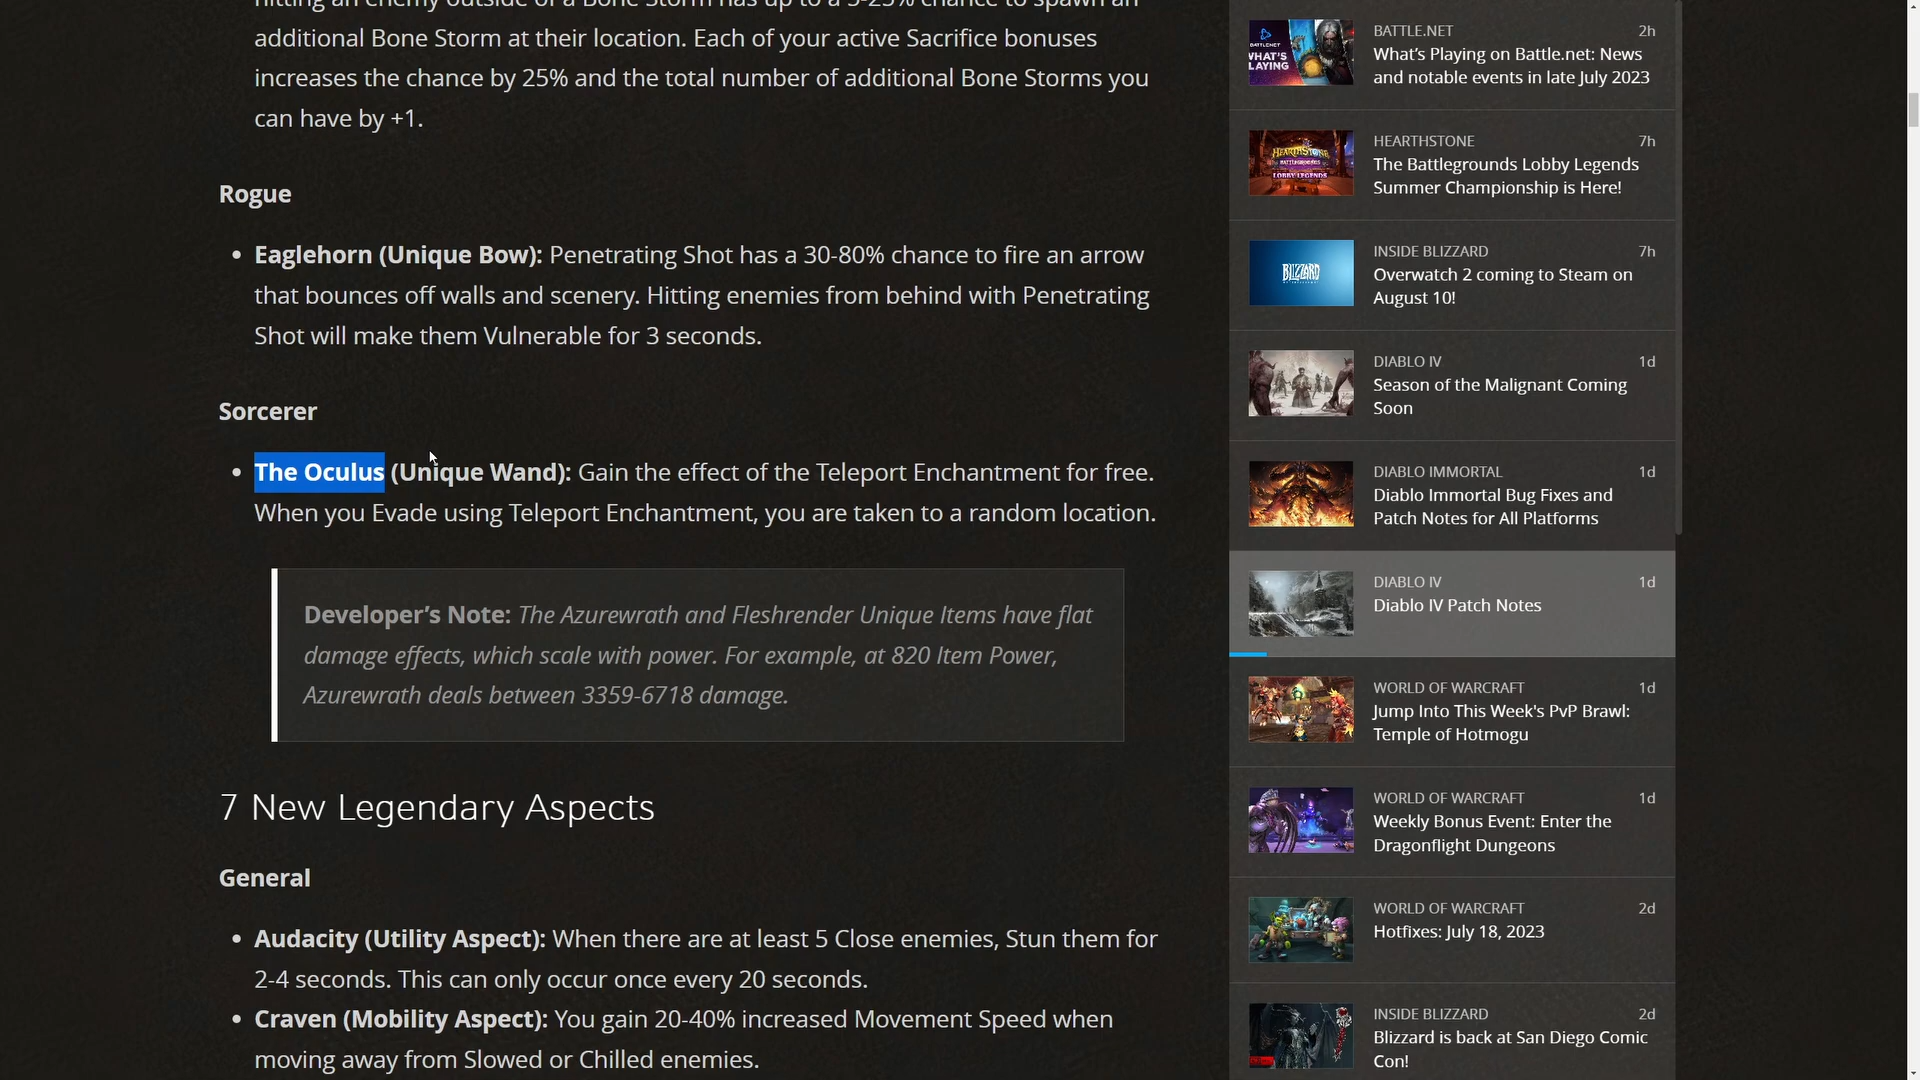 hitting an enemy outside of a Bone Storm has up to a 5-25% chance to spawn an
additional Bone Storm at their location. Each of your active Sacrifice bonuses
increases the chance by 25% and the total number of additional Bone Storms you
can have by +1.
Rogue
• Eaglehorn (Unique Bow): Penetrating Shot has a 30-80% chance to fire an arrow
that bounces off walls and scenery. Hitting enemies from behind with Penetrating
Shot will make them Vulnerable for 3 seconds.
Sorcerer
• The Oculus (Unique Wand): Gain the effect of the Teleport Enchantment for free.
When you Evade using Teleport Enchantment, you are taken to a random location.
Developer’s Note: The Azurewrath and Fleshrender Unique Items have flat
damage effects, which scale with power. For example, at 820 Item Power,
Azurewrath deals between 3359-6718 damage.
7 New Legendary Aspects
General
• Audacity (Utility Aspect): When there are at least 5 Close enemies, Stun them for
2-4 seconds. This can only occur once every 20 seconds.
• Craven (Mobility Aspect): You gain 20-40% increased Movement Speed when
moving away from Slowed or Chilled enemies.
BATTLE.NET 2h
What’s Playing on Battle.net: News
and notable events in late July 2023
BATTLE.NET
WHAT'S
PLAYING
HEARTHSTONE 7h
The Battlegrounds Lobby Legends
Summer Championship is Here!
HEARTHSTONE
BATTLEGROUNDS
LOBBY LEGENDS
INSIDE BLIZZARD 7h
Overwatch 2 coming to Steam on
August 10!
BLIZZARD
DIABLO IV 1d
Season of the Malignant Coming
Soon
DIABLO IMMORTAL 1d
Diablo Immortal Bug Fixes and
Patch Notes for All Platforms
DIABLO IV 1d
Diablo IV Patch Notes
WORLD OF WARCRAFT 1d
Jump Into This Week's PvP Brawl:
Temple of Hotmogu
WORLD OF WARCRAFT 1d
Weekly Bonus Event: Enter the
Dragonflight Dungeons
WORLD OF WARCRAFT 2d
Hotfixes: July 18, 2023
INSIDE BLIZZARD 2d
Blizzard is back at San Diego Comic
Con!